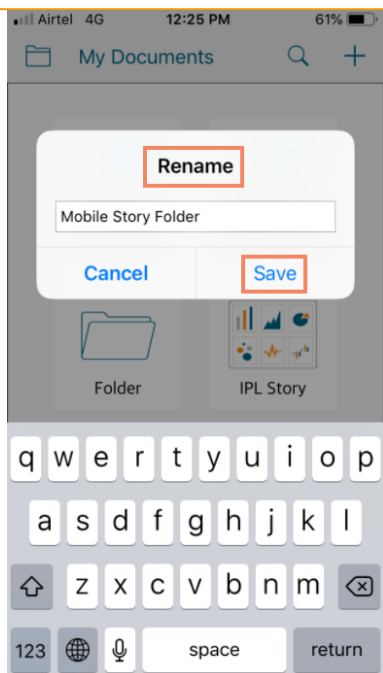 Airtel 4G 12:25 PM 61%
My Documents
Rename
Mobile Story Folder
Cancel Save
Folder IPL Story
q w e r t y u i o p
a s d f g h j k l
z x c v b n m
123 space return